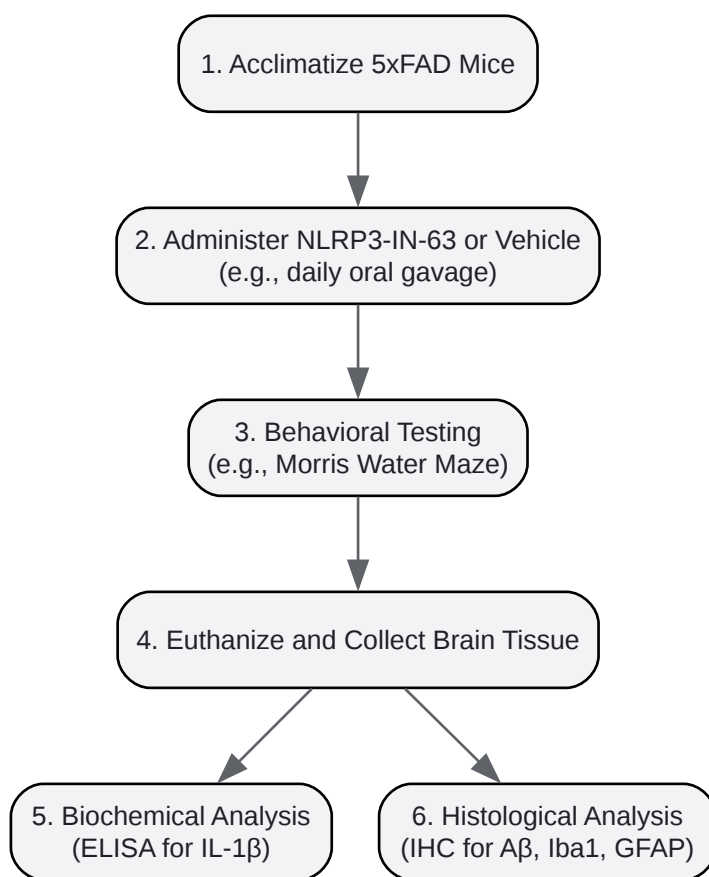 1. Acclimatize 5xFAD Mice
2. Administer NLRP3-IN-63 or Vehicle
(e.g., daily oral gavage)
3. Behavioral Testing
(e.g., Morris Water Maze)
4. Euthanize and Collect Brain Tissue
5. Biochemical Analysis
(ELISA for IL-1β)
6. Histological Analysis
(IHC for Aβ, Iba1, GFAP)